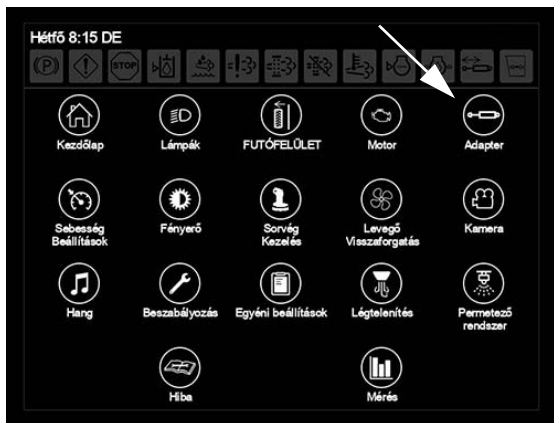 Hétfő 8:15 DE
(P) STOP
Kezdőlap Lámpák FUTÓFELÜLET Motor Adapter
Sebesség Beállítások Fényerő Sorvég Kezelés Levegő Visszaforgatás Kamera
Hang Beszabályozás Egyéni beállítások Légtelenítés Permetező rendszer
Hiba Mérés